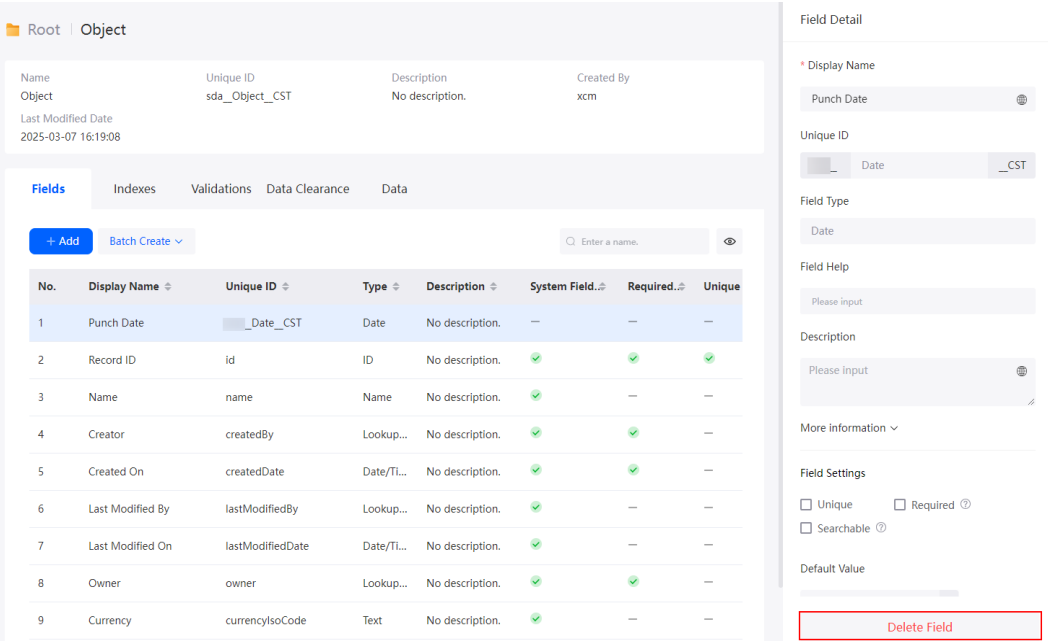 Root | Object
Name Unique ID Description Created By
Object sda__Object__CST No description. xcm
Last Modified Date
2025-03-07 16:19:08
Fields Indexes Validations Data Clearance Data
+ Add Batch Create Enter a name.
No. Display Name Unique ID Type Description System Field.. Required.. Unique
1 Punch Date _Date__CST Date No description. — — —
2 Record ID id ID No description.
3 Name name Name No description. — —
4 Creator createdBy Lookup... No description. —
5 Created On createdDate Date/Ti... No description. —
6 Last Modified By lastModifiedBy Lookup... No description. — —
7 Last Modified On lastModifiedDate Date/Ti... No description. — —
8 Owner owner Lookup... No description. —
9 Currency currencyIsoCode Text No description. — —
Field Detail
* Display Name
Punch Date
Unique ID
_ Date __CST
Field Type
Date
Field Help
Please input
Description
Please input
More information
Field Settings
Unique Required ?
Searchable ?
Default Value
Delete Field